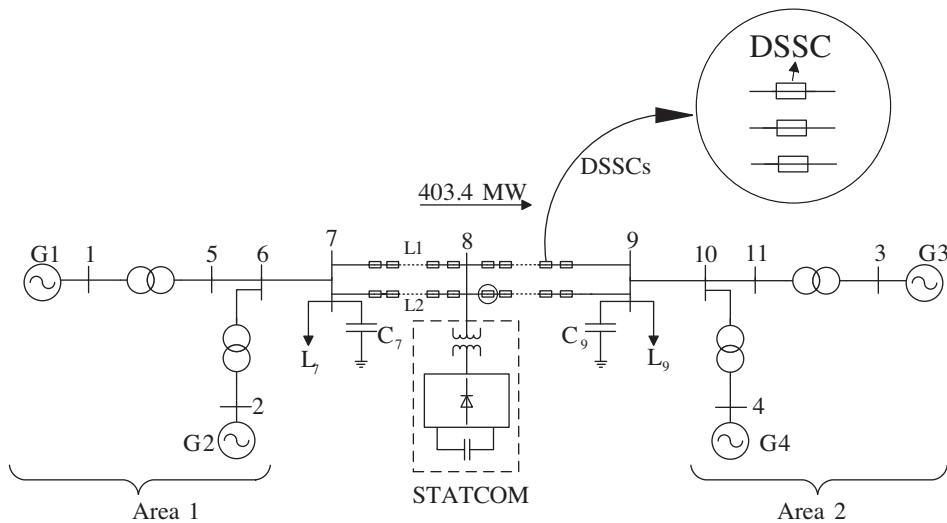 DSSC
DSSCs
403.4 MW
G1
1
5
6
7
L1
8
9
10
11
3
G3
L2
L7
C7
C9
L9
2
G2
4
G4
STATCOM
Area 1
Area 2